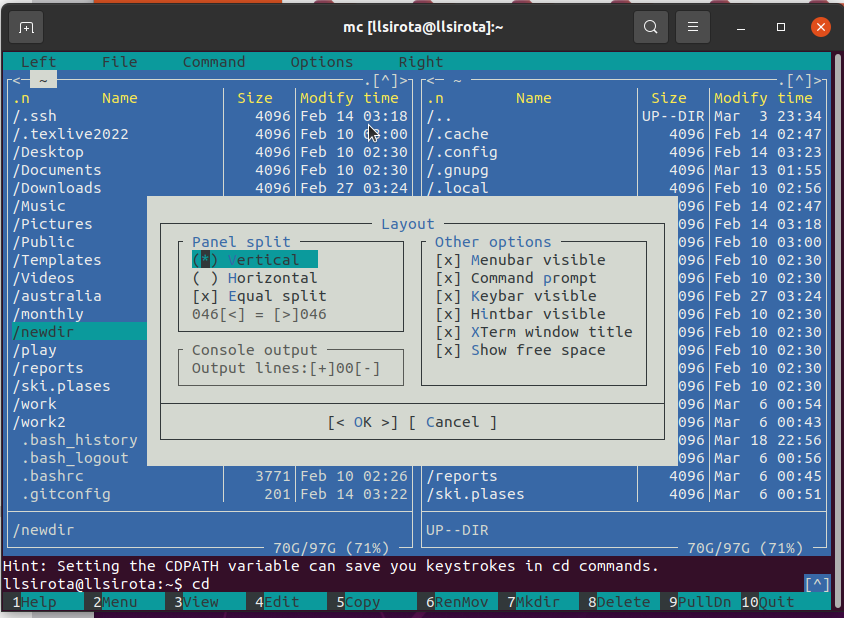 mc [llsirota@llsirota]:~
Left File Command Options Right
<─ ~ .[^]>
.n Name Size Modify time
/.ssh 4096 Feb 14 03:18
/.texlive2022 4096 Feb 10 03:00
/Desktop 4096 Feb 10 02:30
/Documents 4096 Feb 10 02:30
/Downloads 4096 Feb 27 03:24
/Music
/Pictures
/Public
/Templates
/Videos
/australia
/monthly
/newdir
/play
/reports
/ski.plases
/work
/work2
.bash_history
.bash_logout
.bashrc 3771 Feb 10 02:26
.gitconfig 201 Feb 14 03:22
/newdir
70G/97G (71%)
<─ ~ .[^]>
.n Name Size Modify time
/.. UP--DIR Mar 3 23:34
/.cache 4096 Feb 14 02:47
/.config 4096 Feb 14 03:23
/.gnupg 4096 Mar 13 01:55
/.local 4096 Feb 10 02:56
096 Feb 14 02:47
096 Feb 14 03:18
096 Feb 10 03:00
096 Feb 10 02:30
096 Feb 10 02:30
096 Feb 27 03:24
096 Feb 10 02:30
096 Feb 10 02:30
096 Feb 10 02:30
096 Feb 10 02:30
096 Feb 10 02:30
096 Mar 6 00:54
096 Mar 6 00:43
096 Mar 18 22:56
096 Mar 6 00:56
/reports 4096 Mar 6 00:45
/ski.plases 4096 Mar 6 00:51
UP--DIR
70G/97G (71%)
Layout
Panel split
(*) Vertical
( ) Horizontal
[x] Equal split
046[<] = [>]046
Console output
Output lines:[+]00[-]
Other options
[x] Menubar visible
[x] Command prompt
[x] Keybar visible
[x] Hintbar visible
[x] XTerm window title
[x] Show free space
[< OK >] [ Cancel ]
Hint: Setting the CDPATH variable can save you keystrokes in cd commands.
llsirota@llsirota:~$ cd [^]
1Help 2Menu 3View 4Edit 5Copy 6RenMov 7Mkdir 8Delete 9PullDn 10Quit